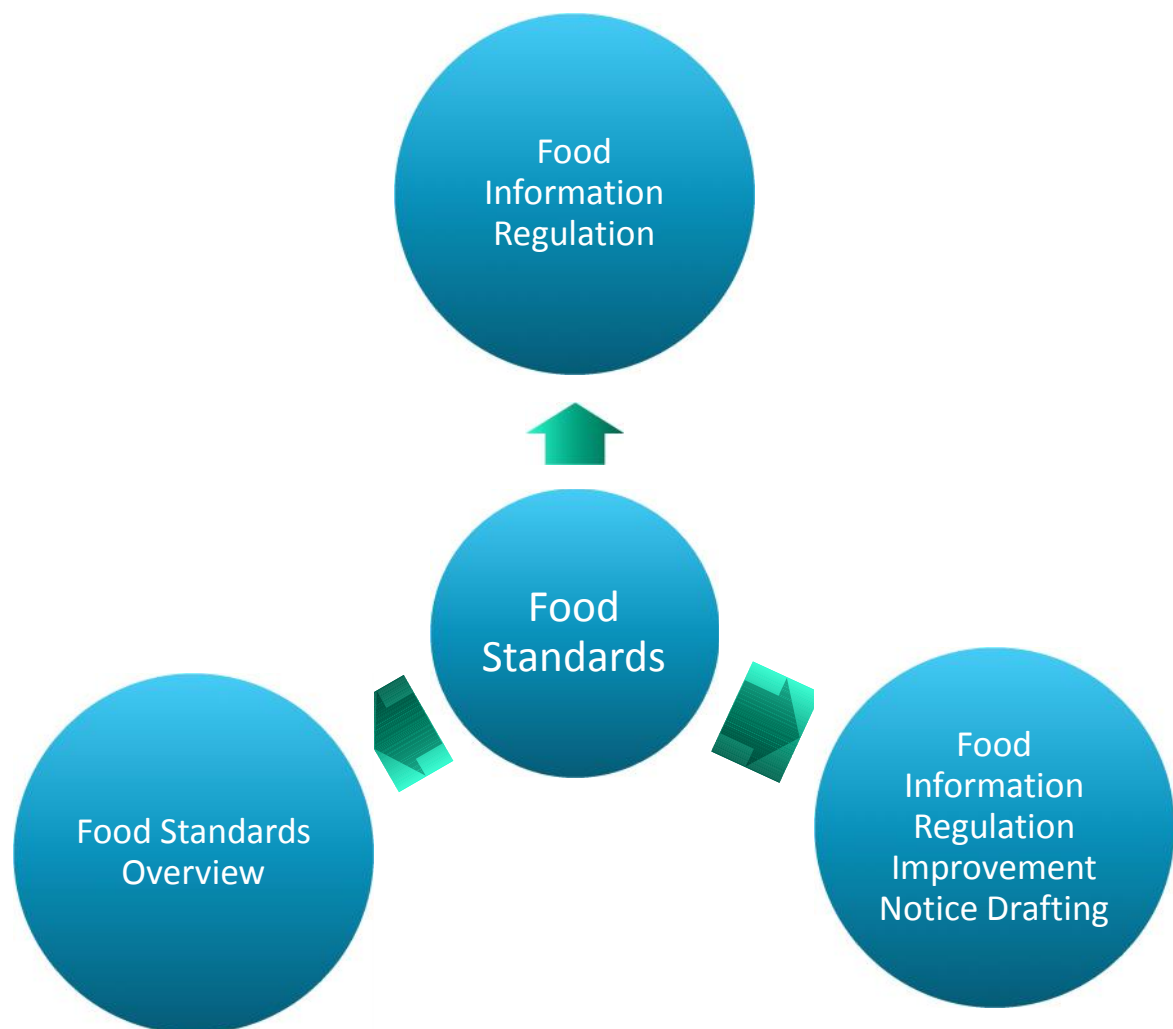 Food
Information
Regulation
Food
Standards
Food Standards
Overview
Food
Information
Regulation
Improvement
Notice Drafting